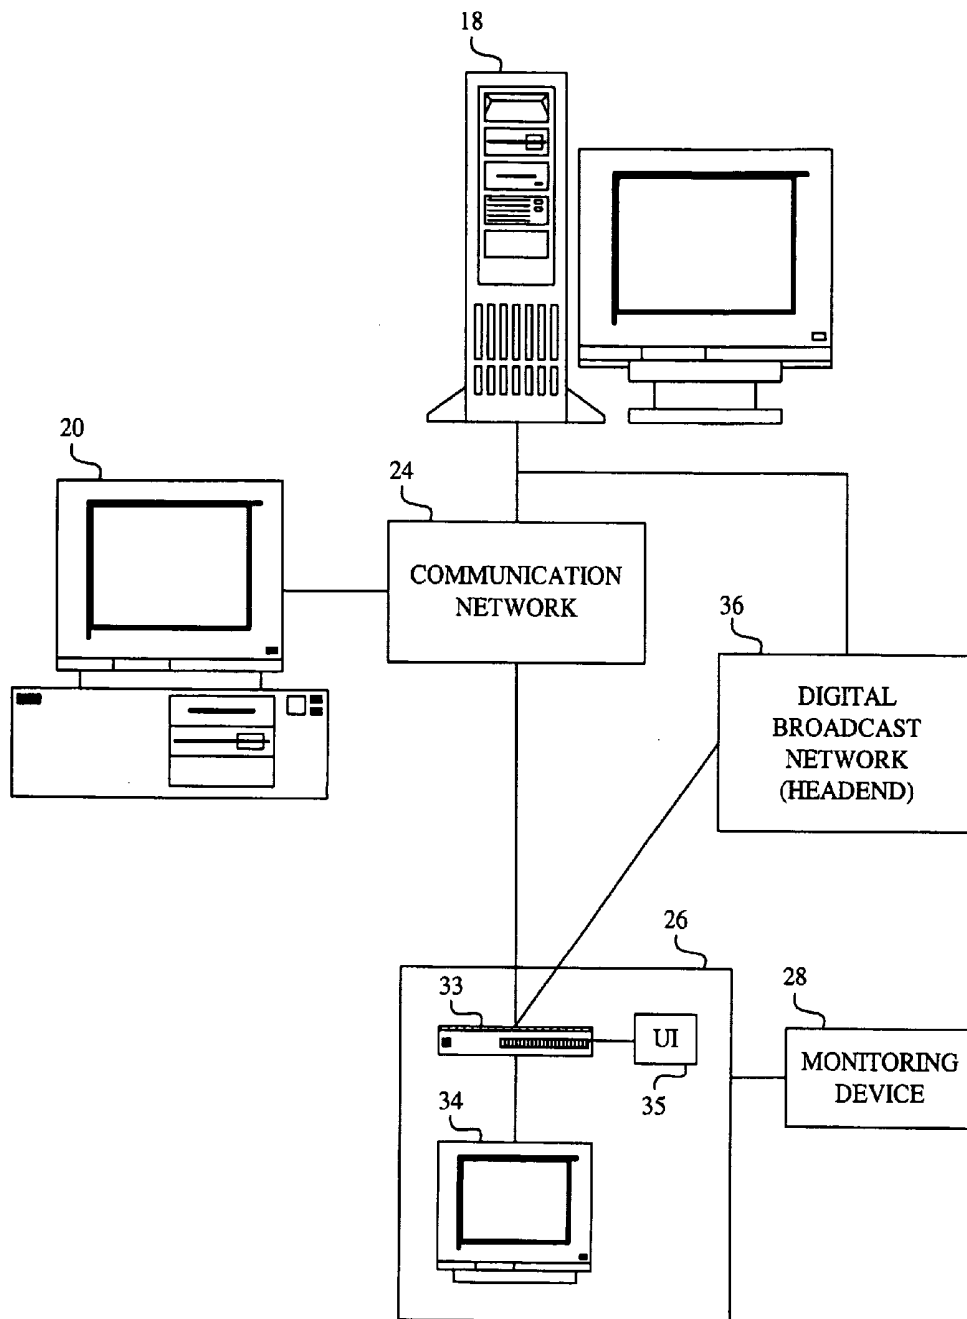 18
20
24
COMMUNICATION
NETWORK
36
DIGITAL
BROADCAST
NETWORK
(HEADEND)
26
33
28
UI
35
MONITORING
DEVICE
34